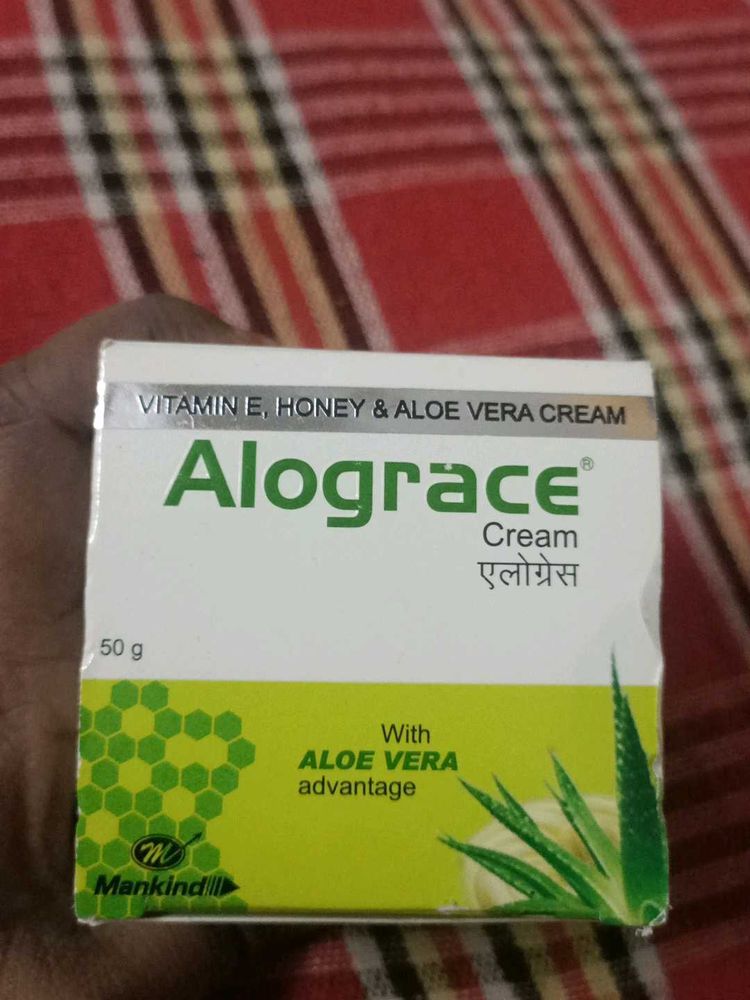 VITAMIN E, HONEY & ALOE VERA CREAM
Alograce®
Cream
एलोग्रेस
50 g
With
ALOE VERA
advantage
M
Mankind